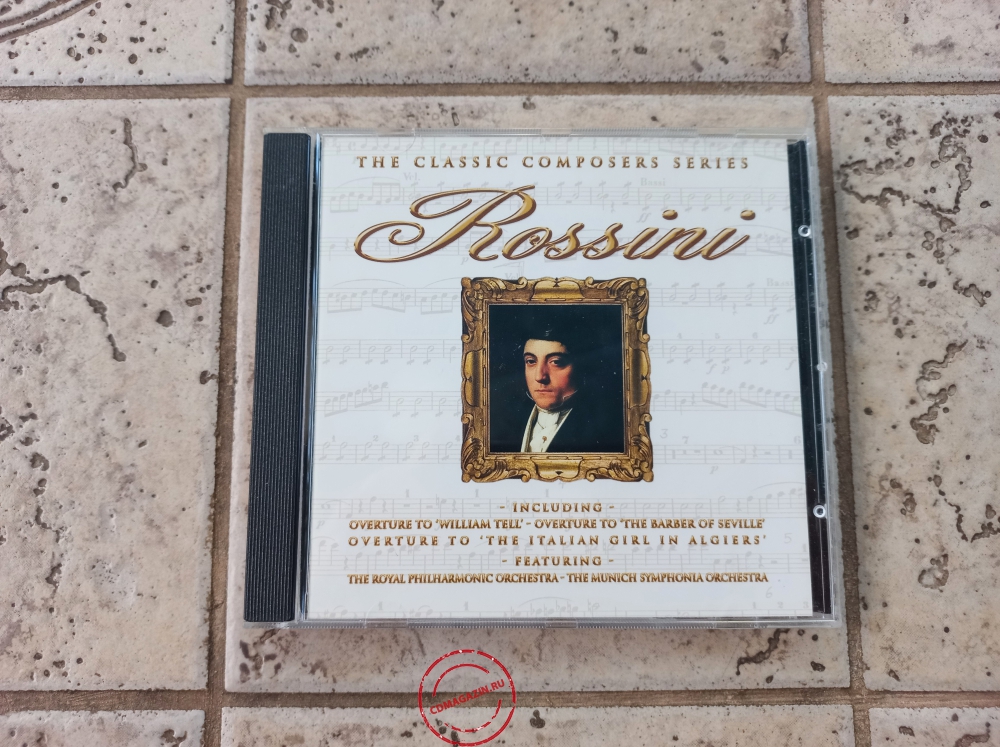 THE CLASSIC COMPOSERS SERIES
Rossini
- INCLUDING -
OVERTURE TO 'WILLIAM TELL' - OVERTURE TO 'THE BARBER OF SEVILLE'
OVERTURE TO 'THE ITALIAN GIRL IN ALGIERS'
- FEATURING -
THE ROYAL PHILHARMONIC ORCHESTRA - THE MUNICH SYMPHONIA ORCHESTRA
CDMAGAZIN.RU